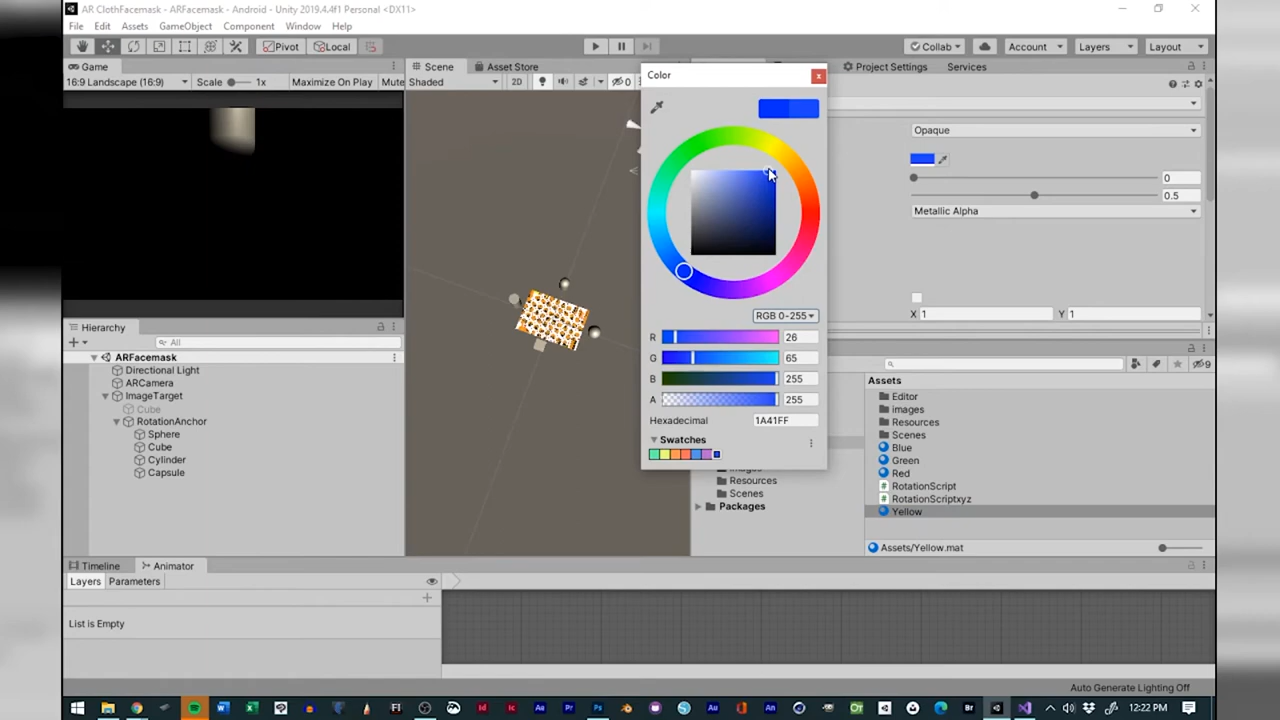 AR ClothFacemask - ARFacemask - Android - Unity 2019.4.4f1 Personal <DX11>
File Edit Assets GameObject Component Window Help
Pivot Local Collab Account Layers Layout
Game Scene Asset Store Color Project Settings Services
16:9 Landscape (16:9) Scale 1x Maximize On Play Mute Shaded 2D 0
Opaque
0
0.5
Metallic Alpha
X 1 Y 1
RGB 0-255
R 26
G 65
B 255
A 255
Hexadecimal 1A41FF
Swatches
Hierarchy
All
ARFacemask
Directional Light
ARCamera
ImageTarget
Cube
RotationAnchor
Sphere
Cube
Cylinder
Capsule
Resources
Scenes
Packages
9
Assets
Editor
images
Resources
Scenes
Blue
Green
Red
RotationScript
RotationScriptxyz
Yellow
Assets/Yellow.mat
Timeline Animator
Layers Parameters
List is Empty
Auto Generate Lighting Off
12:22 PM